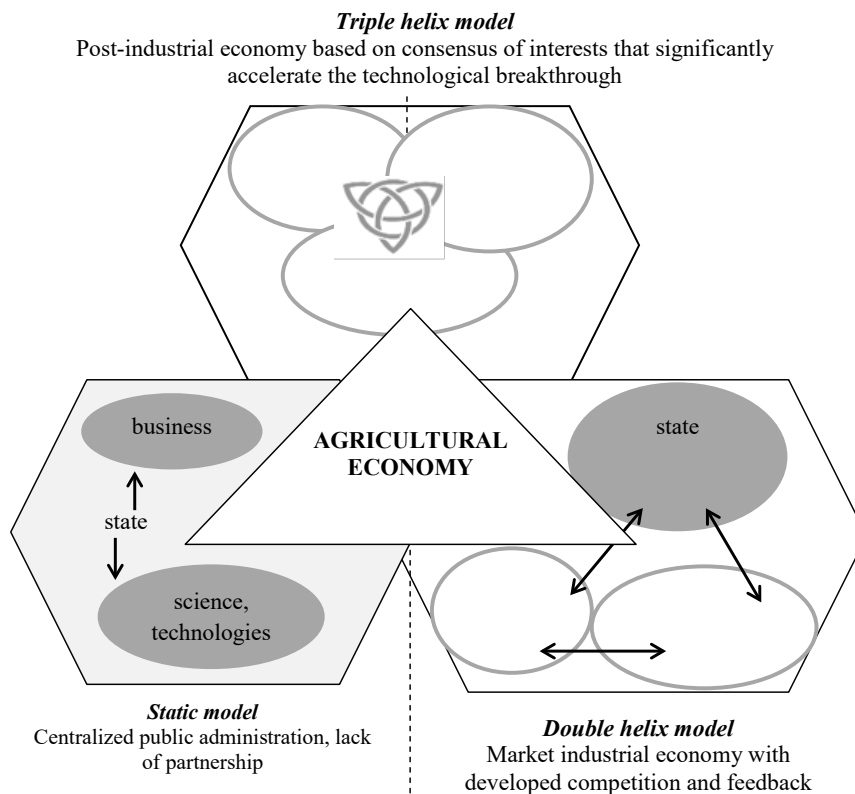 Triple helix model
Post-industrial economy based on consensus of interests that significantly
accelerate the technological breakthrough
business
state
science,
technologies
AGRICULTURAL
ECONOMY
state
Static model
Centralized public administration, lack
of partnership
Double helix model
Market industrial economy with
developed competition and feedback